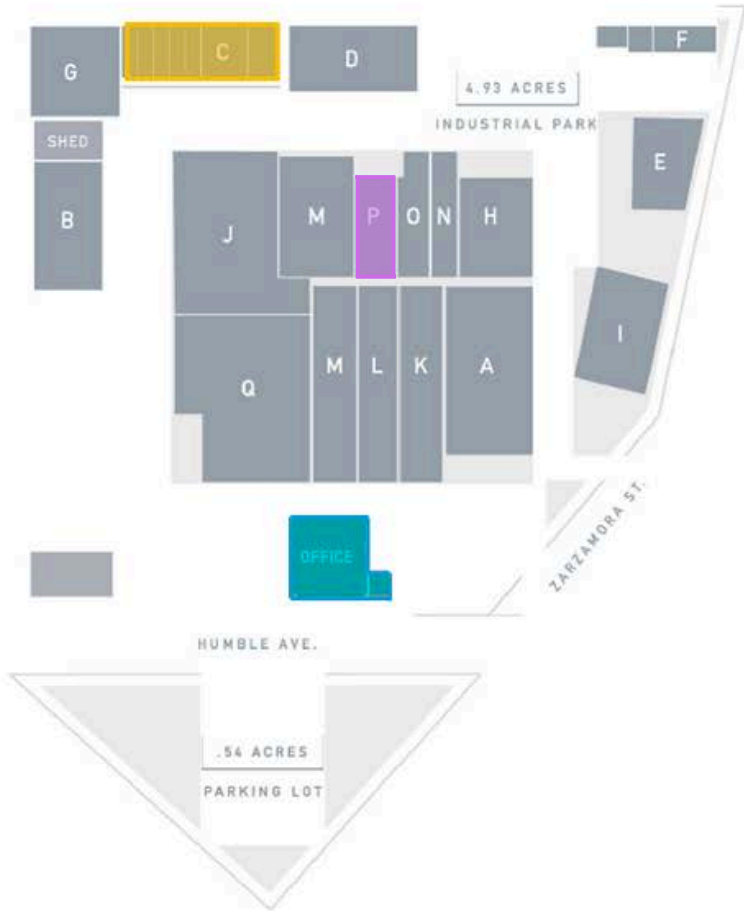 C
F
G
D
4.93 ACRES
INDUSTRIAL PARK
SHED
E
B
M
P
O
N
H
J
I
M
L
K
A
Q
ZARZAMORA ST.
OFFICE
HUMBLE AVE.
.54 ACRES
PARKING LOT